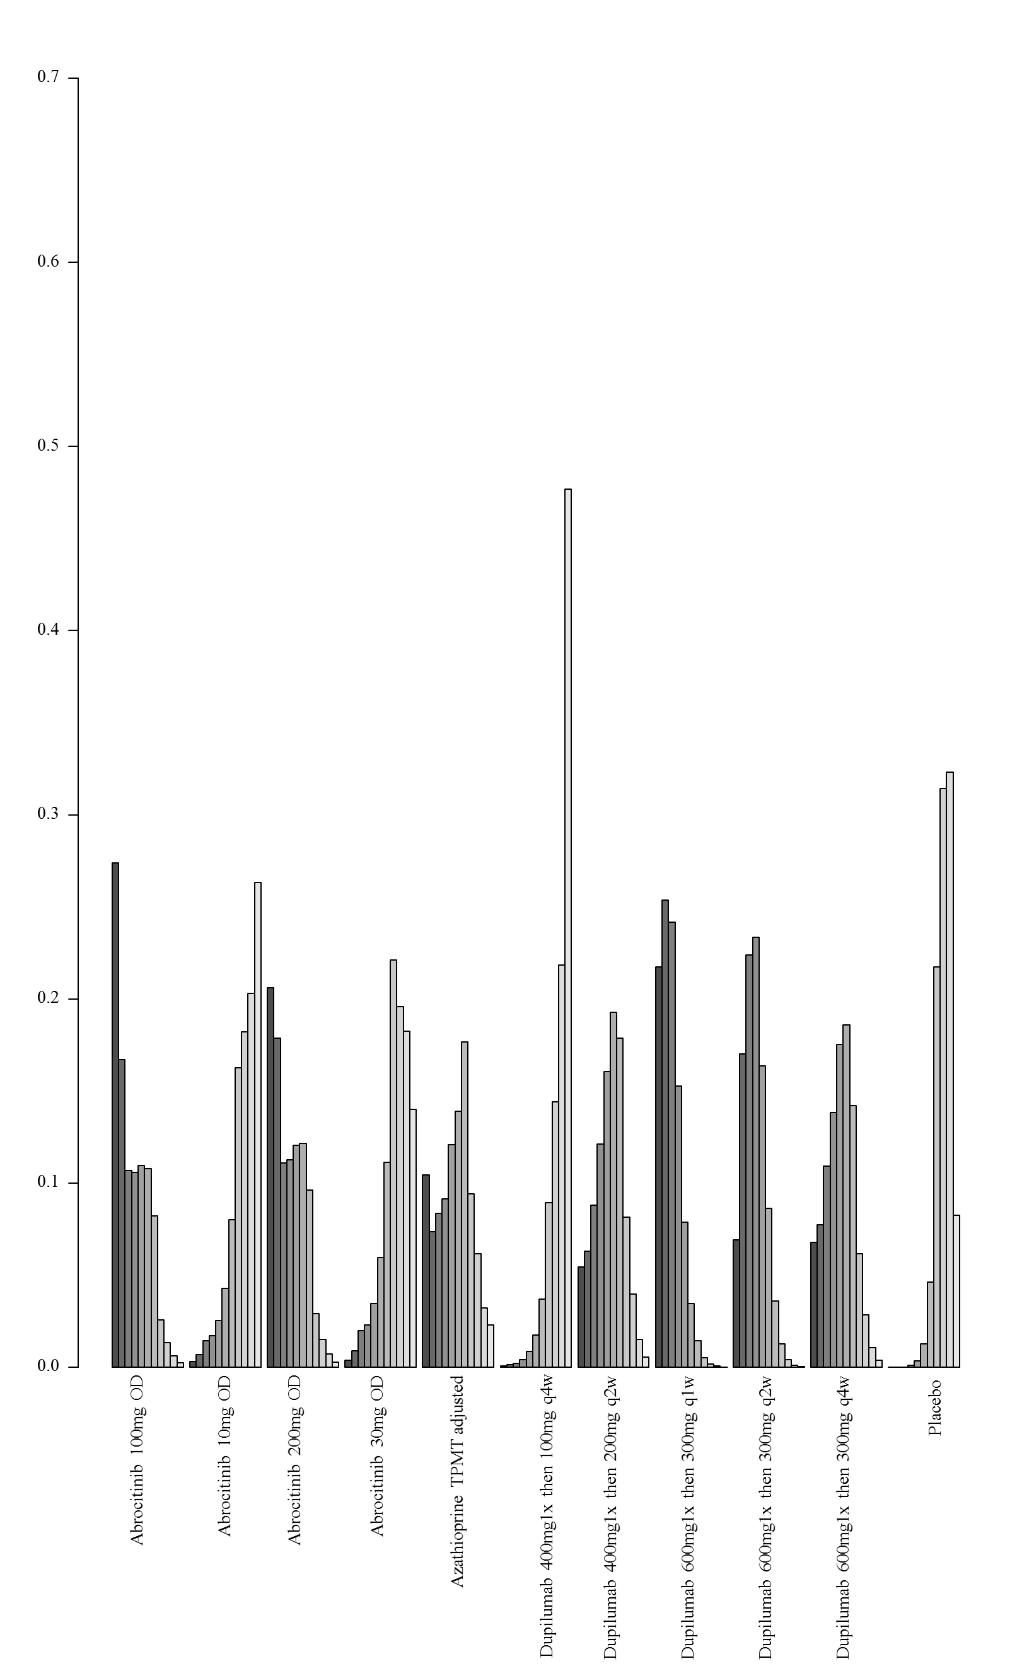 0.7
0.6
0.5
0.4
0.3
0.2
0.1
0.0
Abrocitinib 100mg OD
Abrocitinib 10mg OD
Abrocitinib 200mg OD
Abrocitinib 30mg OD
Azathioprine TPMT adjusted
Dupilumab 400mg1x then 100mg q4w
Dupilumab 400mg1x then 200mg q2w
Dupilumab 600mg1x then 300mg q1w
Dupilumab 600mg1x then 300mg q2w
Dupilumab 600mg1x then 300mg q4w
Placebo